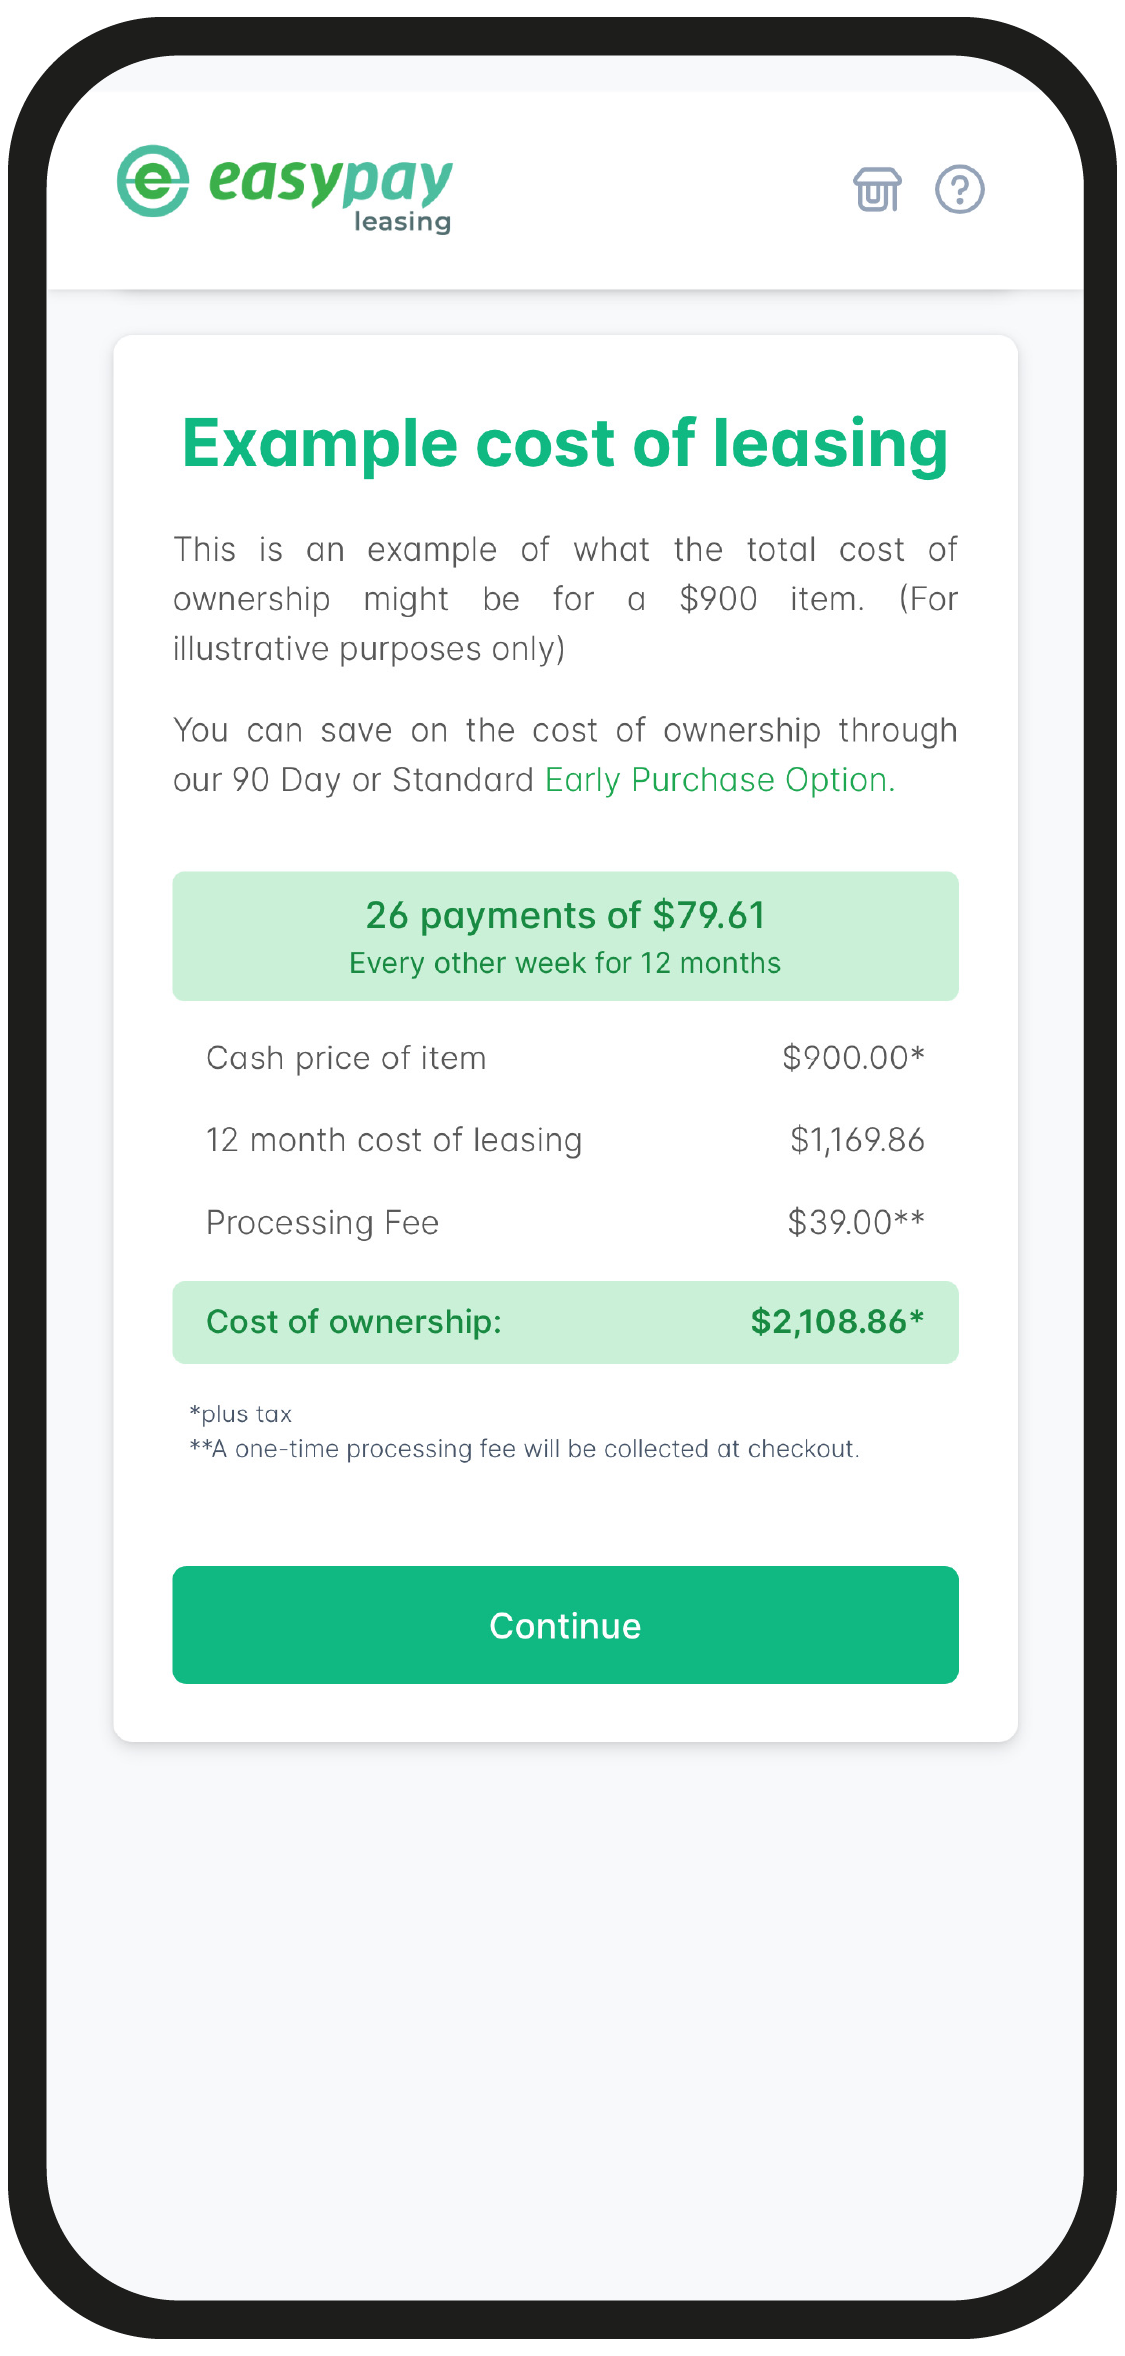 easypay
leasing
Example cost of leasing
This is an example of what the total cost of
ownership might be for a $900 item. (For
illustrative purposes only)
You can save on the cost of ownership through
our 90 Day or Standard Early Purchase Option.
26 payments of $79.61
Every other week for 12 months
Cash price of item $900.00*
12 month cost of leasing $1,169.86
Processing Fee $39.00**
Cost of ownership: $2,108.86*
*plus tax
**A one-time processing fee will be collected at checkout.
Continue